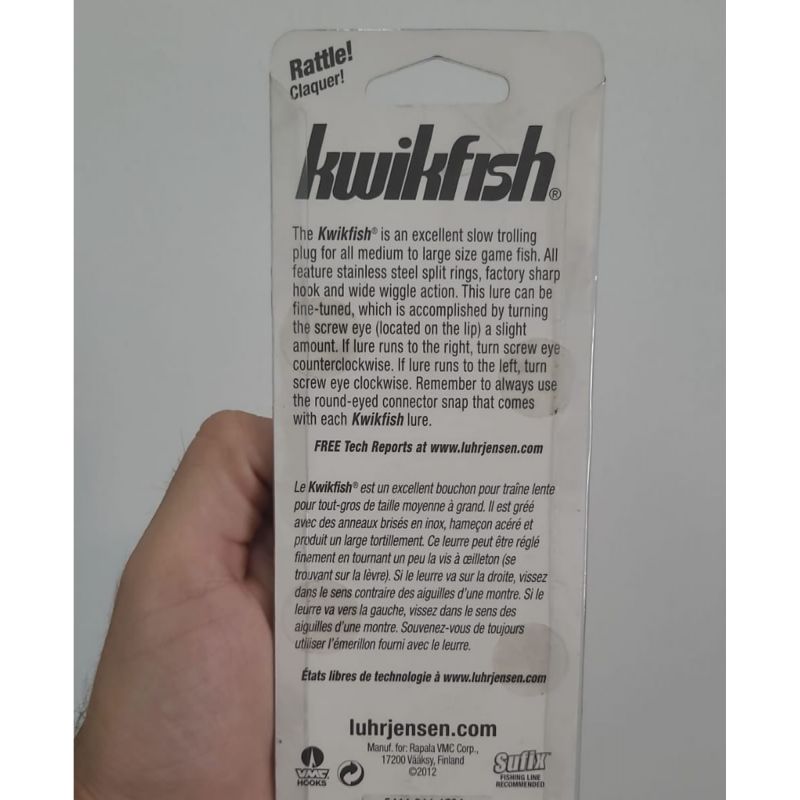 Rattle!
Claquer!
kwikfish®
The Kwikfish® is an excellent slow trolling
plug for all medium to large size game fish. All
feature stainless steel split rings, factory sharp
hook and wide wiggle action. This lure can be
fine-tuned, which is accomplished by turning
the screw eye (located on the lip) a slight
amount. If lure runs to the right, turn screw eye
counterclockwise. If lure runs to the left, turn
screw eye clockwise. Remember to always use
the round-eyed connector snap that comes
with each Kwikfish lure.
FREE Tech Reports at www.luhrjensen.com
Le Kwikfish® est un excellent bouchon pour traîne lente
pour tout-gros de taille moyenne à grand. Il est gréé
avec des anneaux brisés en inox, hameçon acéré et
produit un large tortillement. Ce leurre peut être réglé
finement en tournant un peu la vis à œilleton (se
trouvant sur la lèvre). Si le leurre va sur la droite, vissez
dans le sens contraire des aiguilles d'une montre. Si le
leurre va vers la gauche, vissez dans le sens des
aiguilles d'une montre. Souvenez-vous de toujours
utiliser l'émerillon fourni avec le leurre.
États libres de technologie à www.luhrjensen.com
luhrjensen.com
Manuf. for: Rapala VMC Corp.,
17200 Vääksy, Finland
©2012
VMC
HOOKS
Sufix
FISHING LINE
RECOMMENDED